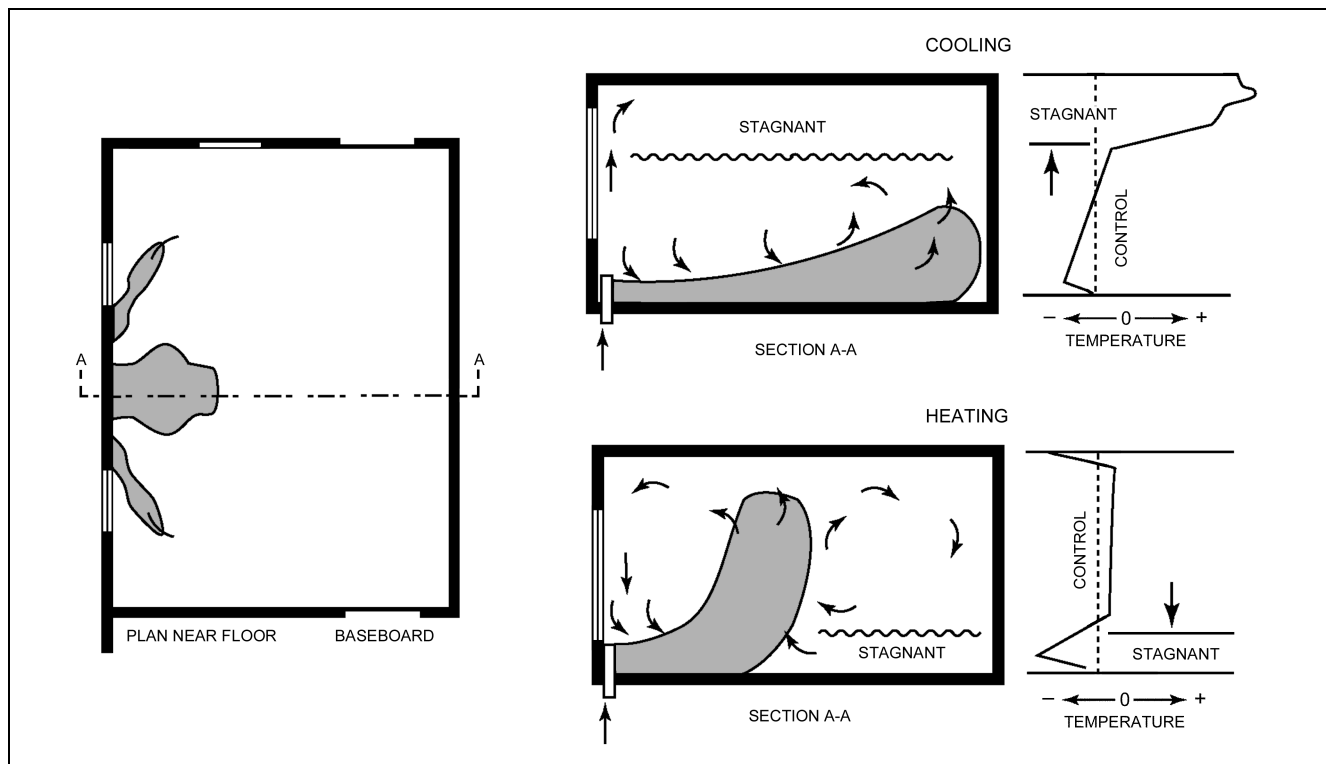 COOLING
STAGNANT
STAGNANT
CONTROL
A
A
− 0 +
TEMPERATURE
SECTION A-A
HEATING
CONTROL
PLAN NEAR FLOOR
BASEBOARD
STAGNANT
STAGNANT
− 0 +
TEMPERATURE
SECTION A-A